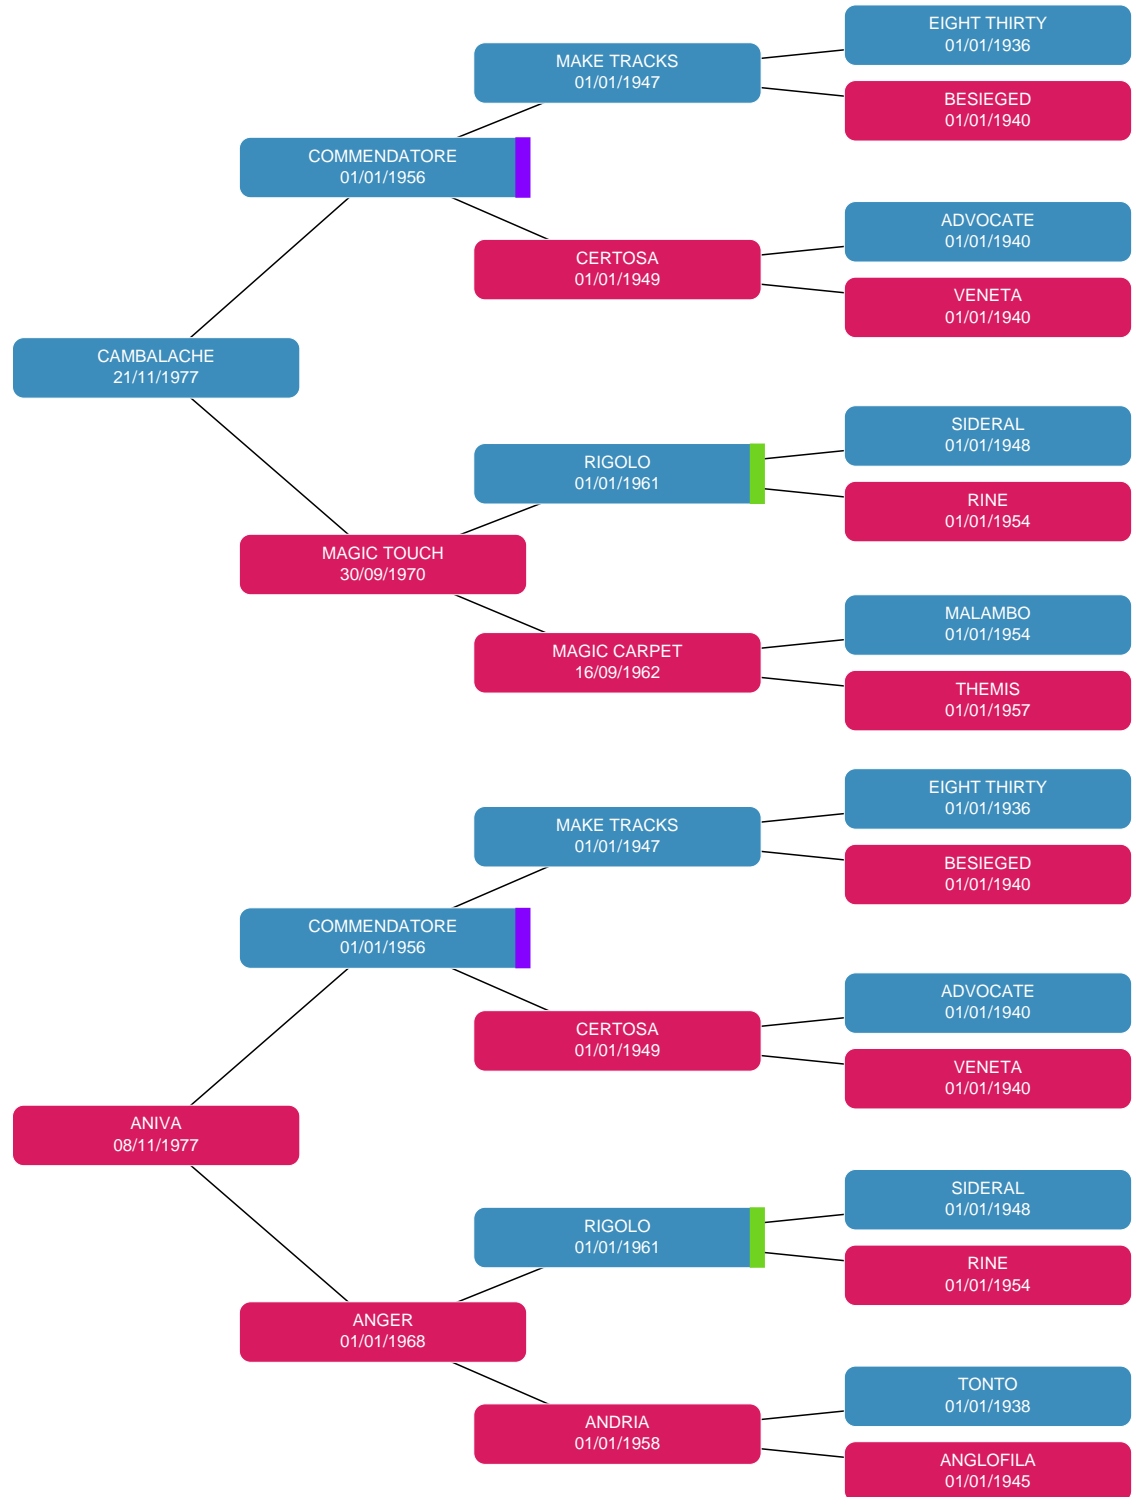 EIGHT THIRTY
01/01/1936
MAKE TRACKS
01/01/1947
BESIEGED
01/01/1940
COMMENDATORE
01/01/1956
ADVOCATE
01/01/1940
CERTOSA
01/01/1949
VENETA
01/01/1940
CAMBALACHE
21/11/1977
SIDERAL
01/01/1948
RIGOLO
01/01/1961
RINE
01/01/1954
MAGIC TOUCH
30/09/1970
MALAMBO
01/01/1954
MAGIC CARPET
16/09/1962
THEMIS
01/01/1957
EIGHT THIRTY
01/01/1936
MAKE TRACKS
01/01/1947
BESIEGED
01/01/1940
COMMENDATORE
01/01/1956
ADVOCATE
01/01/1940
CERTOSA
01/01/1949
VENETA
01/01/1940
ANIVA
08/11/1977
SIDERAL
01/01/1948
RIGOLO
01/01/1961
RINE
01/01/1954
ANGER
01/01/1968
TONTO
01/01/1938
ANDRIA
01/01/1958
ANGLOFILA
01/01/1945